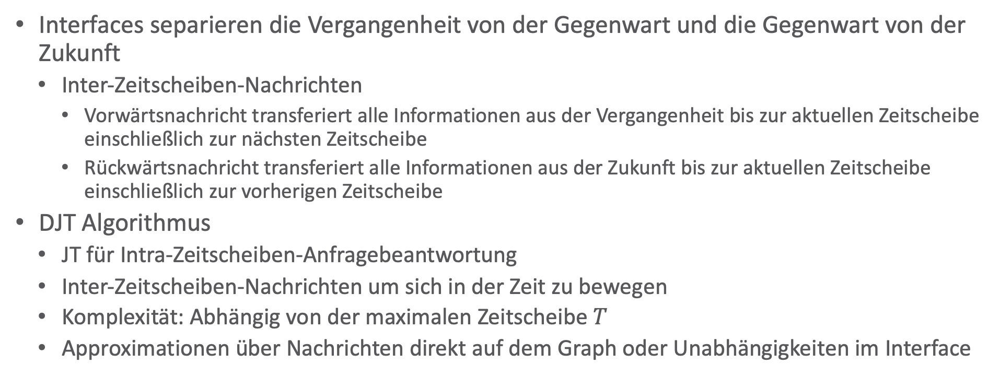 • Interfaces separieren die Vergangenheit von der Gegenwart und die Gegenwart von der
Zukunft
• Inter-Zeitscheiben-Nachrichten
• Vorwärtsnachricht transferiert alle Informationen aus der Vergangenheit bis zur aktuellen Zeitscheibe
einschließlich zur nächsten Zeitscheibe
• Rückwärtsnachricht transferiert alle Informationen aus der Zukunft bis zur aktuellen Zeitscheibe
einschließlich zur vorherigen Zeitscheibe
• DJT Algorithmus
• JT für Intra-Zeitscheiben-Anfragebeantwortung
• Inter-Zeitscheiben-Nachrichten um sich in der Zeit zu bewegen
• Komplexität: Abhängig von der maximalen Zeitscheibe T
• Approximationen über Nachrichten direkt auf dem Graph oder Unabhängigkeiten im Interface